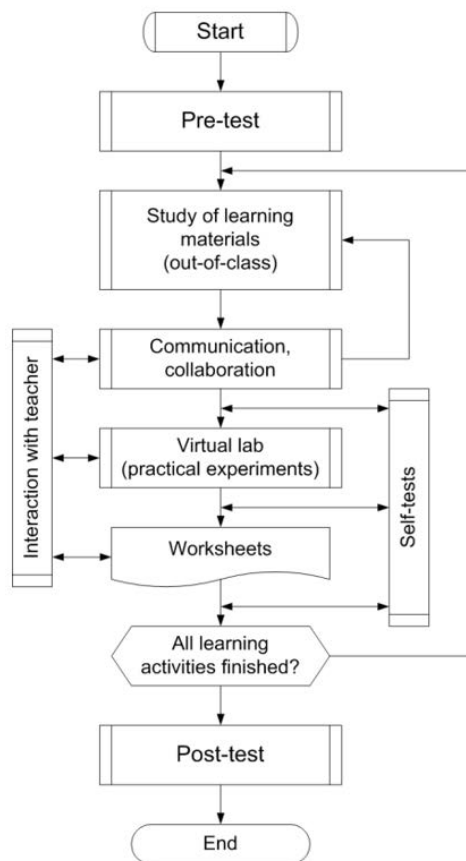 Start
Pre-test
Study of learning
materials
(out-of-class)
Communication,
collaboration
Interaction with teacher
Virtual lab
(practical experiments)
Self-tests
Worksheets
All learning
activities finished?
Post-test
End